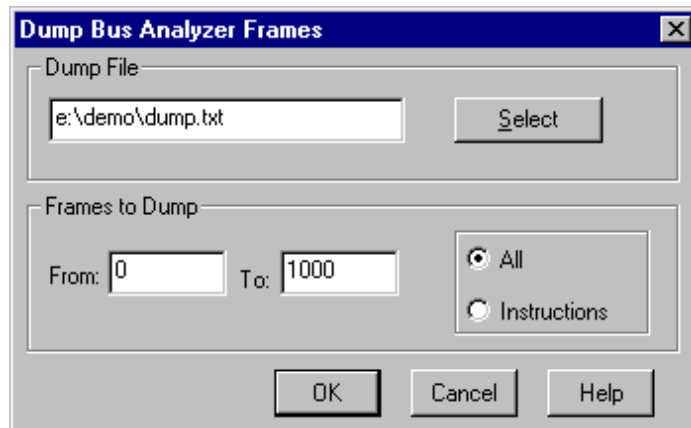 Dump Bus Analyzer Frames
Dump File
e:\demo\dump.txt
Select
Frames to Dump
From: 0 To: 1000
All
Instructions
OK Cancel Help